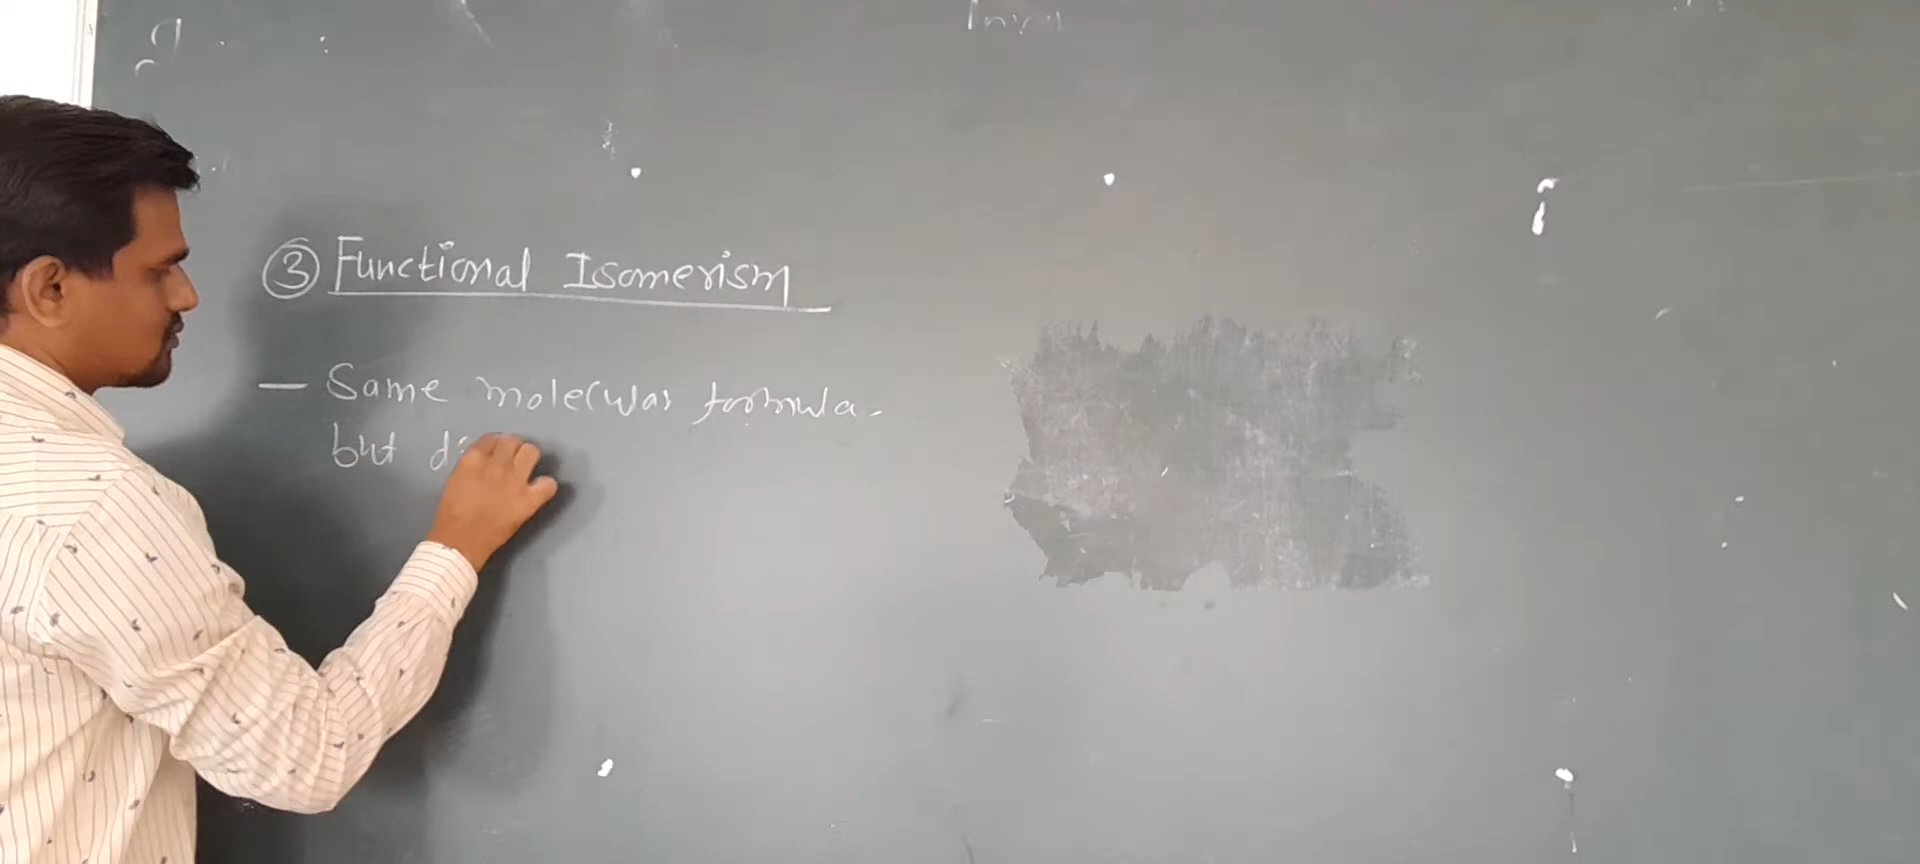 ③ Functional Isomerism
— Same molecular formula.
but